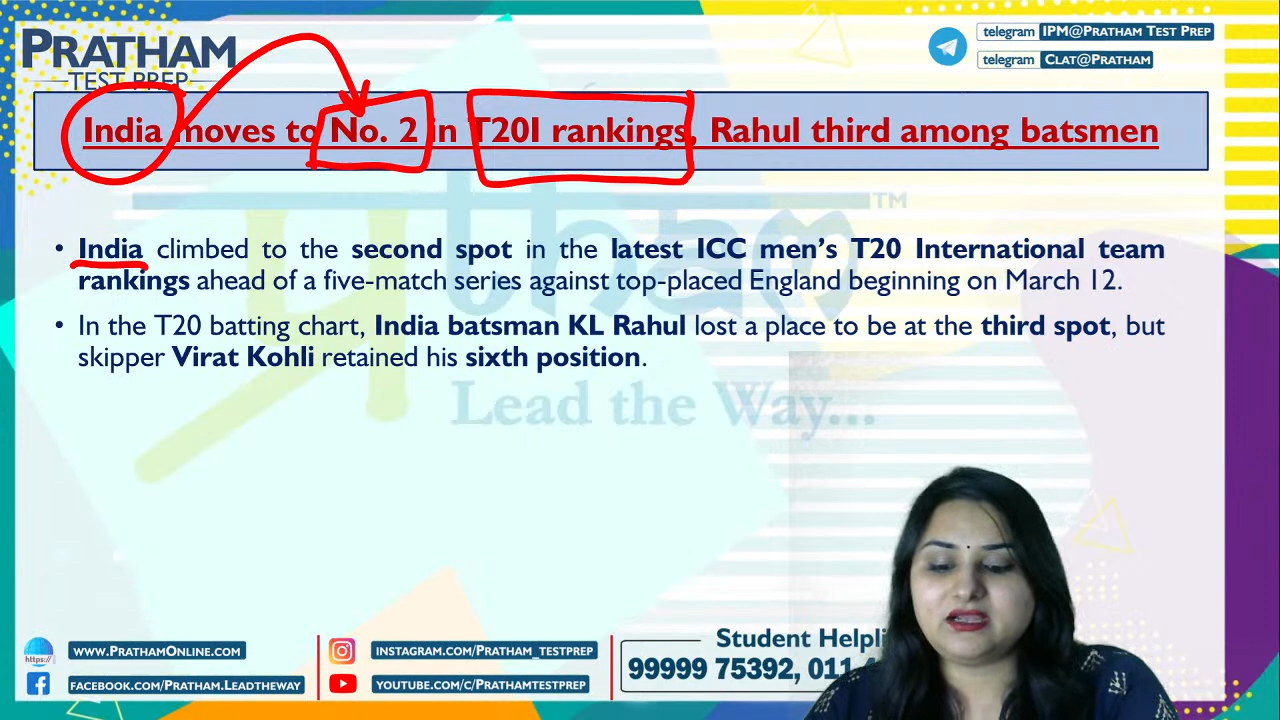 PRATHAM
TEST PREP
telegram IPM@PRATHAM TEST PREP
telegram CLAT@PRATHAM
India moves to No. 2 in T20I rankings, Rahul third among batsmen
TM
• India climbed to the second spot in the latest ICC men’s T20 International team
rankings ahead of a five-match series against top-placed England beginning on March 12.
• In the T20 batting chart, India batsman KL Rahul lost a place to be at the third spot, but
skipper Virat Kohli retained his sixth position.
Lead the Way...
https://
WWW.PRATHAMONLINE.COM
FACEBOOK.COM/PRATHAM.LEADTHEWAY
INSTAGRAM.COM/PRATHAM_TESTPREP
YOUTUBE.COM/C/PRATHAMTESTPREP
Student Helpli
99999 75392, 011